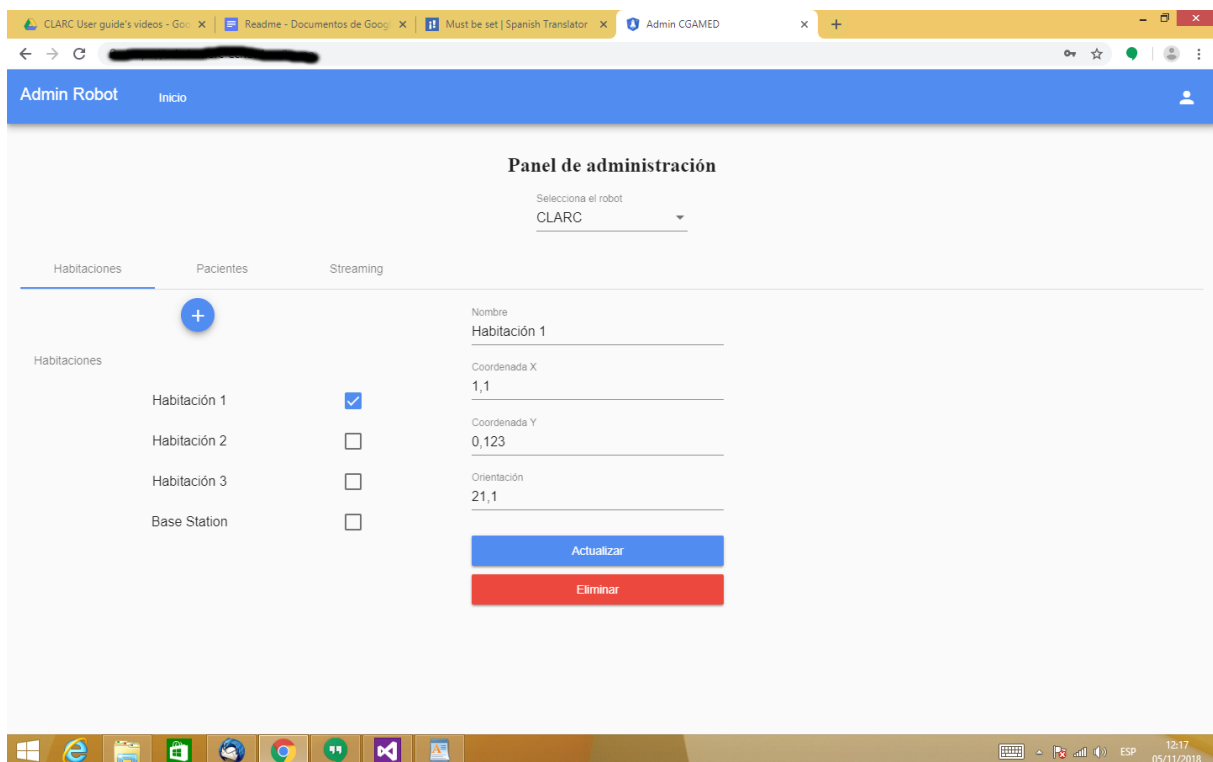 CLARC User guide's videos - Goo
Readme - Documentos de Goog
Must be set | Spanish Translator
Admin CGAMED
Admin Robot
Inicio
Panel de administración
Selecciona el robot
CLARC
Habitaciones Pacientes Streaming
+
Habitaciones
Habitación 1
Habitación 2
Habitación 3
Base Station
Nombre
Habitación 1
Coordenada X
1,1
Coordenada Y
0,123
Orientación
21,1
Actualizar
Eliminar
ESP
12:17
05/11/2018